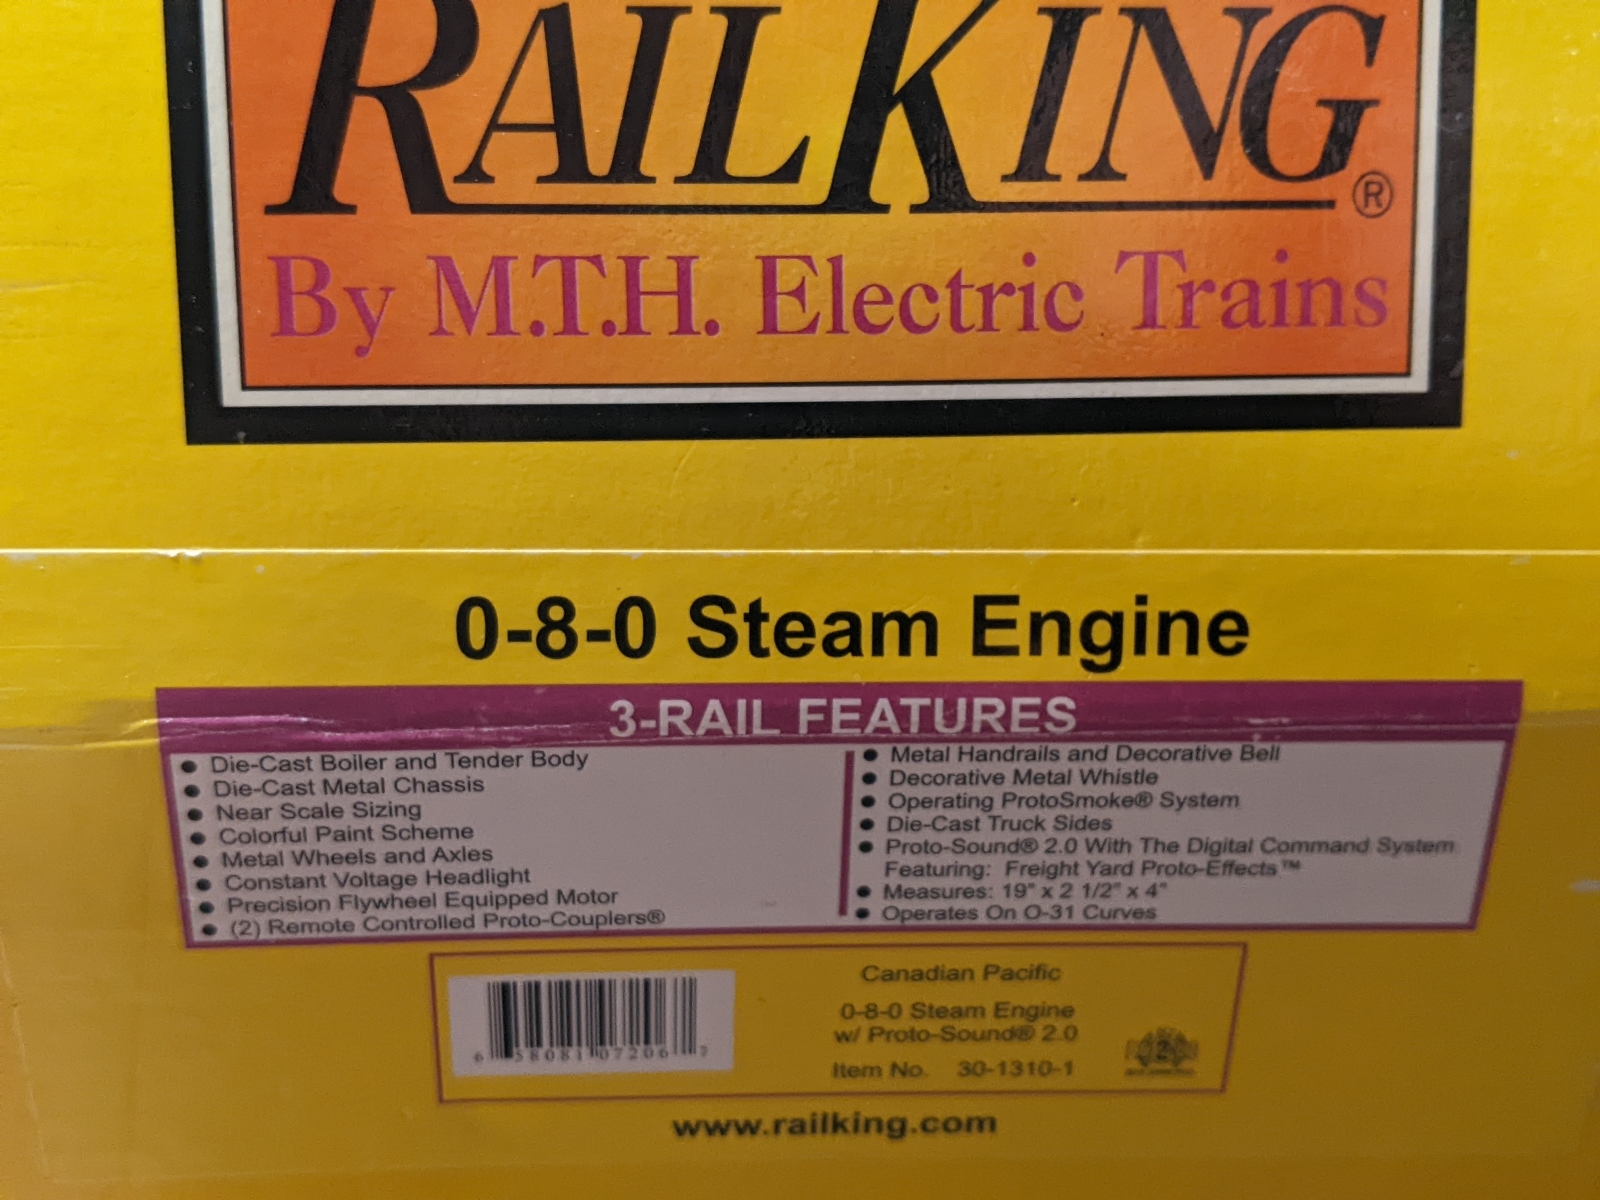 RAILKING®
By M.T.H. Electric Trains
0-8-0 Steam Engine
3-RAIL FEATURES
● Die-Cast Boiler and Tender Body
● Die-Cast Metal Chassis
● Near Scale Sizing
● Colorful Paint Scheme
● Metal Wheels and Axles
● Constant Voltage Headlight
● Precision Flywheel Equipped Motor
● (2) Remote Controlled Proto-Couplers®
● Metal Handrails and Decorative Bell
● Decorative Metal Whistle
● Operating ProtoSmoke® System
● Die-Cast Truck Sides
● Proto-Sound® 2.0 With The Digital Command System
Featuring: Freight Yard Proto-Effects™
● Measures: 19" x 2 1/2" x 4"
● Operates On O-31 Curves
6 58081 07206 7
Canadian Pacific
0-8-0 Steam Engine
w/ Proto-Sound® 2.0
Item No. 30-1310-1
www.railking.com